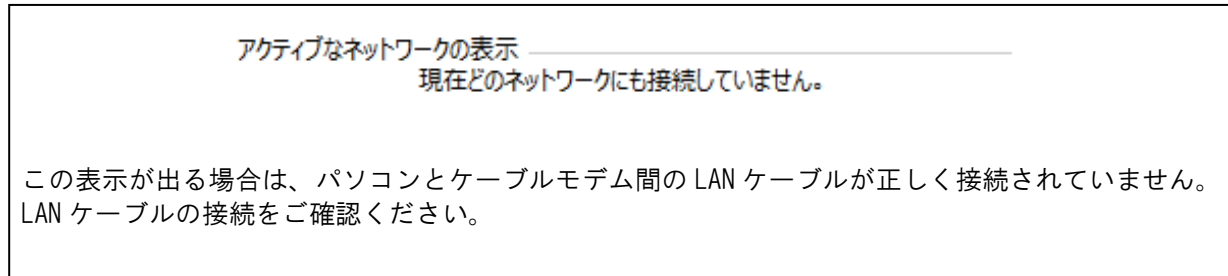 アクティブなネットワークの表示
現在どのネットワークにも接続していません。
この表示が出る場合は、パソコンとケーブルモデム間の LAN ケーブルが正しく接続されていません。
LAN ケーブルの接続をご確認ください。